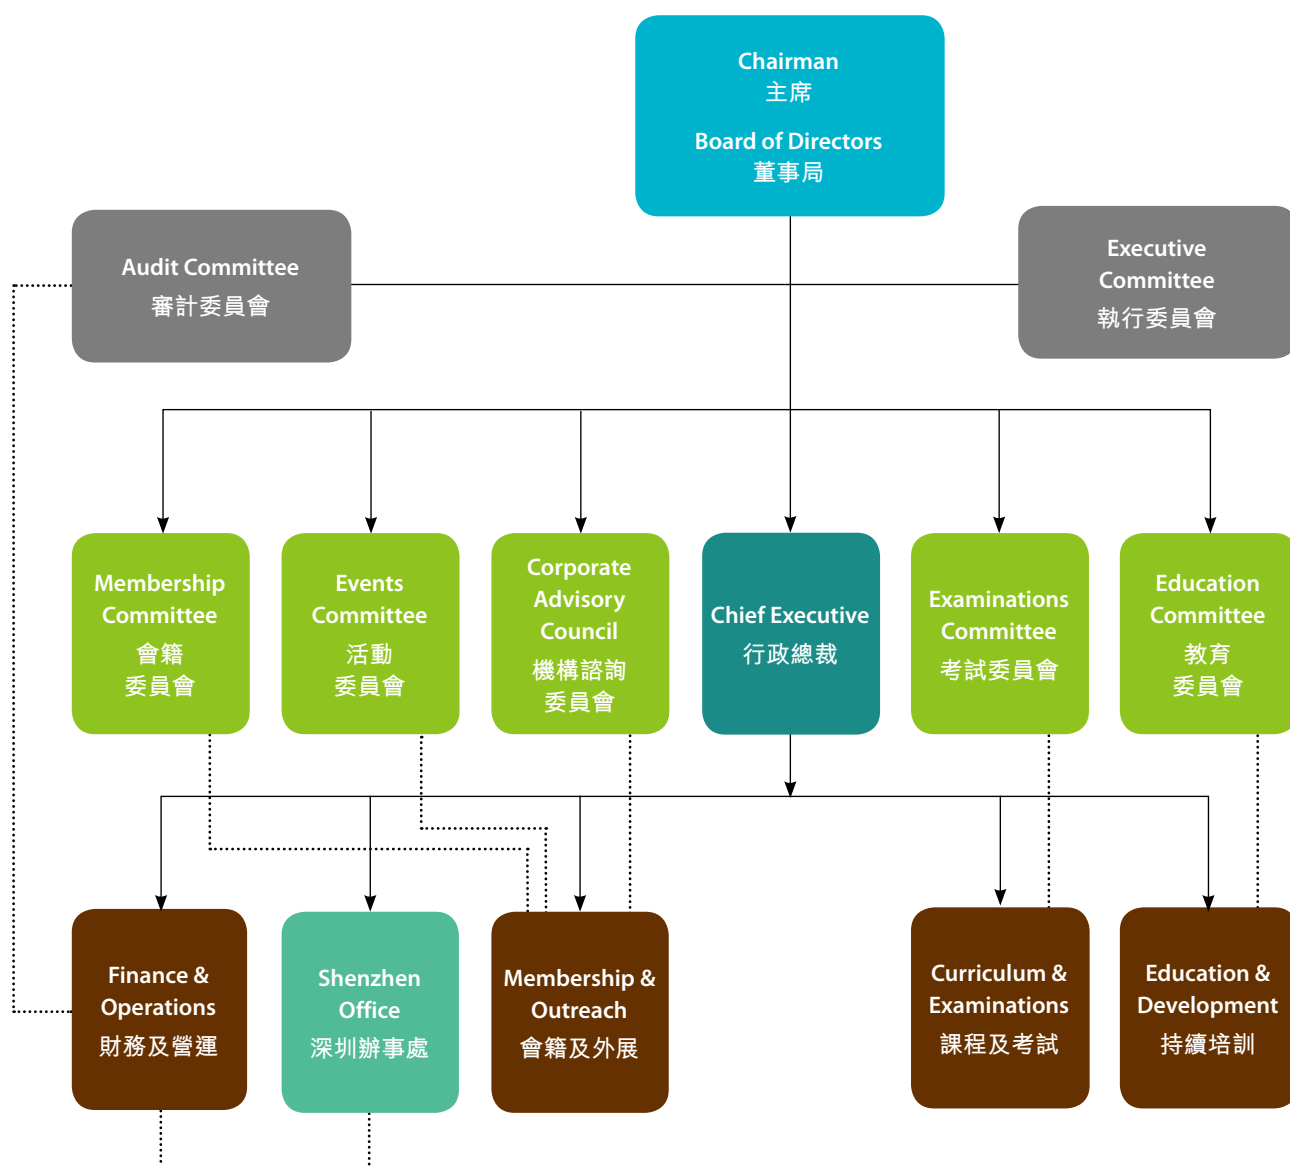 Chairman
主席
Board of Directors
董事局
Audit Committee
審計委員會
Executive
Committee
執行委員會
Membership
Committee
會籍
委員會
Events
Committee
活動
委員會
Corporate
Advisory
Council
機構諮詢
委員會
Chief Executive
行政總裁
Examinations
Committee
考試委員會
Education
Committee
教育
委員會
Finance &
Operations
財務及營運
Shenzhen
Office
深圳辦事處
Membership &
Outreach
會籍及外展
Curriculum &
Examinations
課程及考試
Education &
Development
持續培訓